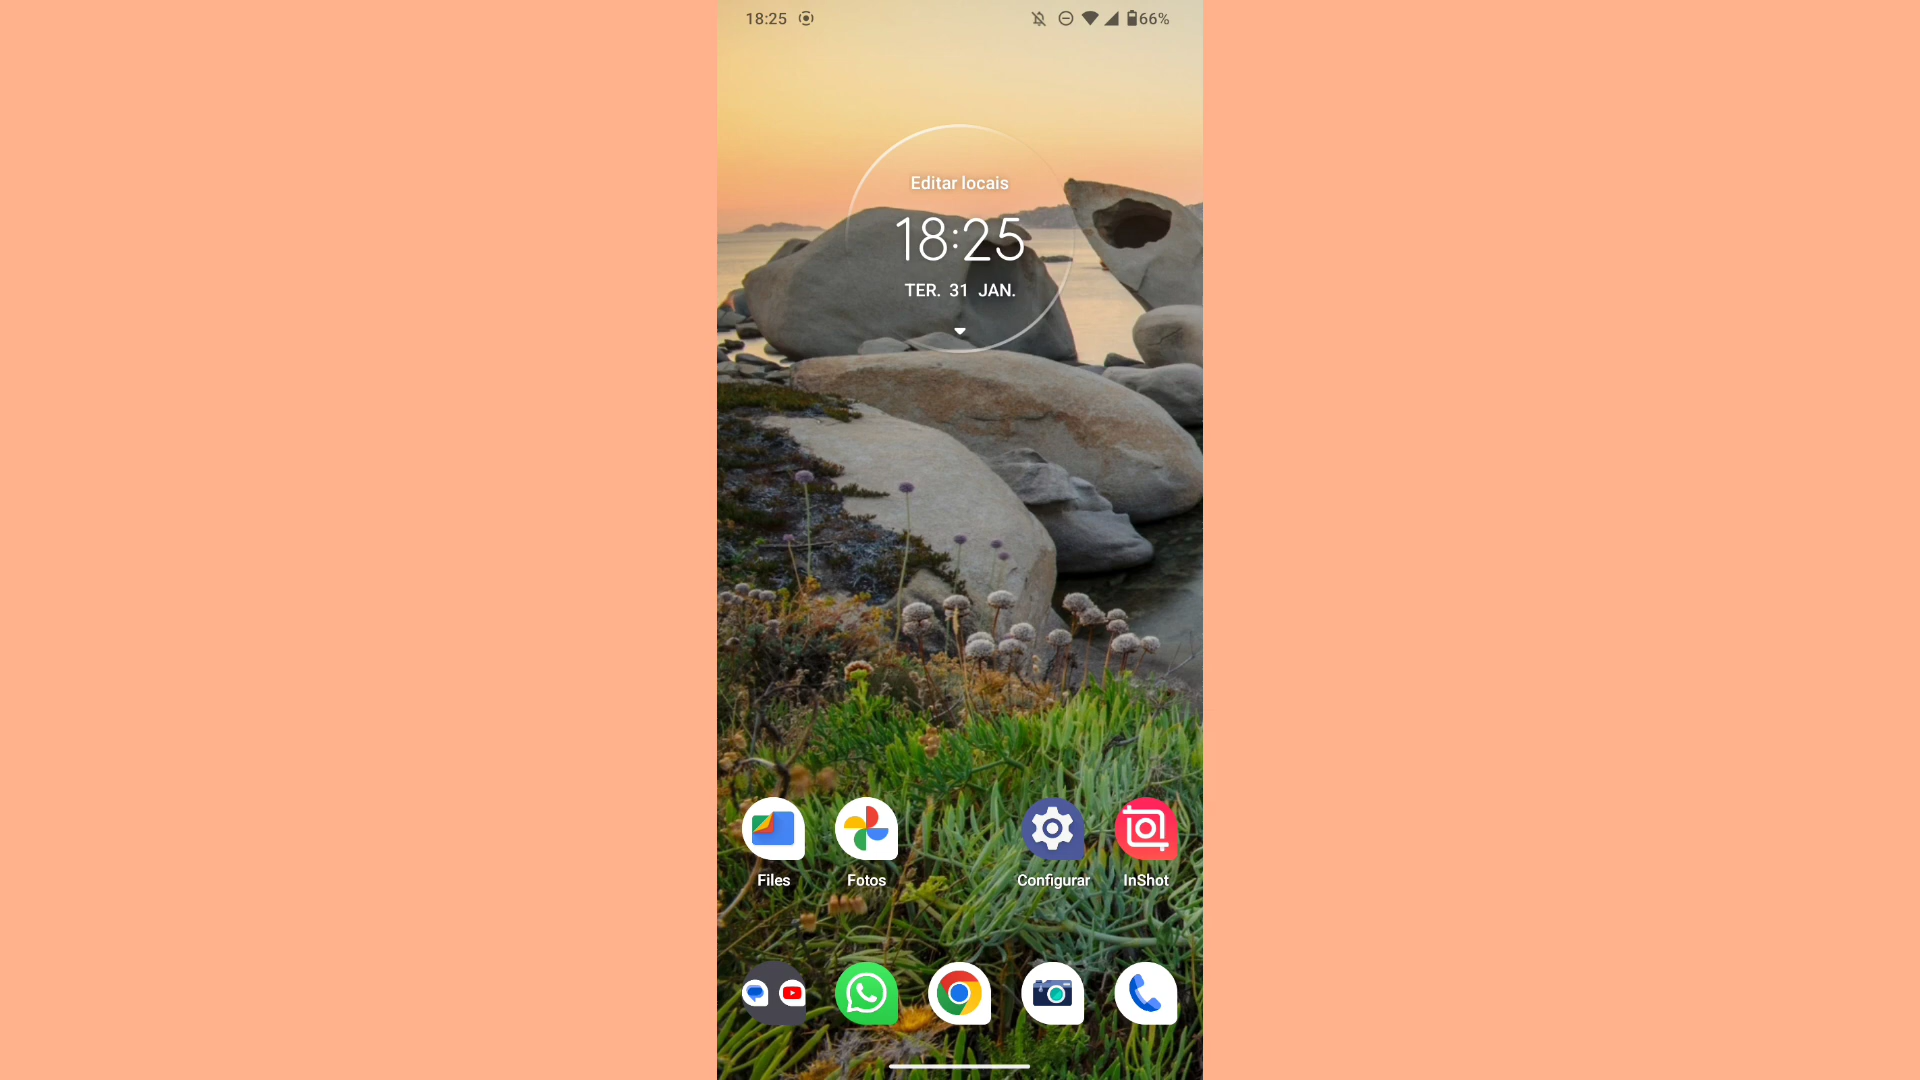 18:25
66%
Editar locais
18:25
TER. 31 JAN.
Files
Fotos
Configurar
InShot